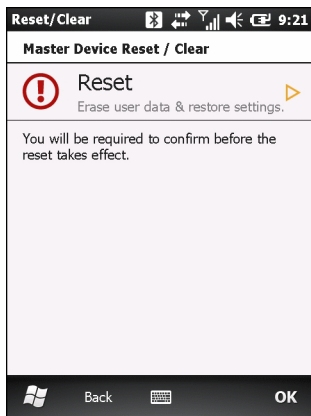 Reset/Clear 9:21
Master Device Reset / Clear
Reset
Erase user data & restore settings.
You will be required to confirm before the
reset takes effect.
Back OK